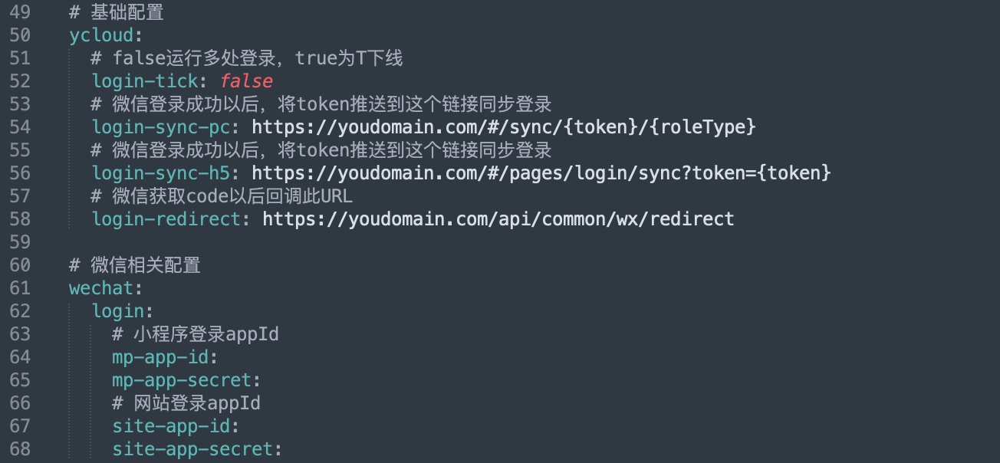 49 # 基础配置
50 ycloud:
51   # false运行多处登录，true为T下线
52   login-tick: false
53   # 微信登录成功以后，将token推送到这个链接同步登录
54   login-sync-pc: https://youdomain.com/#/sync/{token}/{roleType}
55   # 微信登录成功以后，将token推送到这个链接同步登录
56   login-sync-h5: https://youdomain.com/#/pages/login/sync?token={token}
57   # 微信获取code以后回调此URL
58   login-redirect: https://youdomain.com/api/common/wx/redirect
59
60 # 微信相关配置
61 wechat:
62   login:
63     # 小程序登录appId
64     mp-app-id:
65     mp-app-secret:
66     # 网站登录appId
67     site-app-id:
68     site-app-secret: